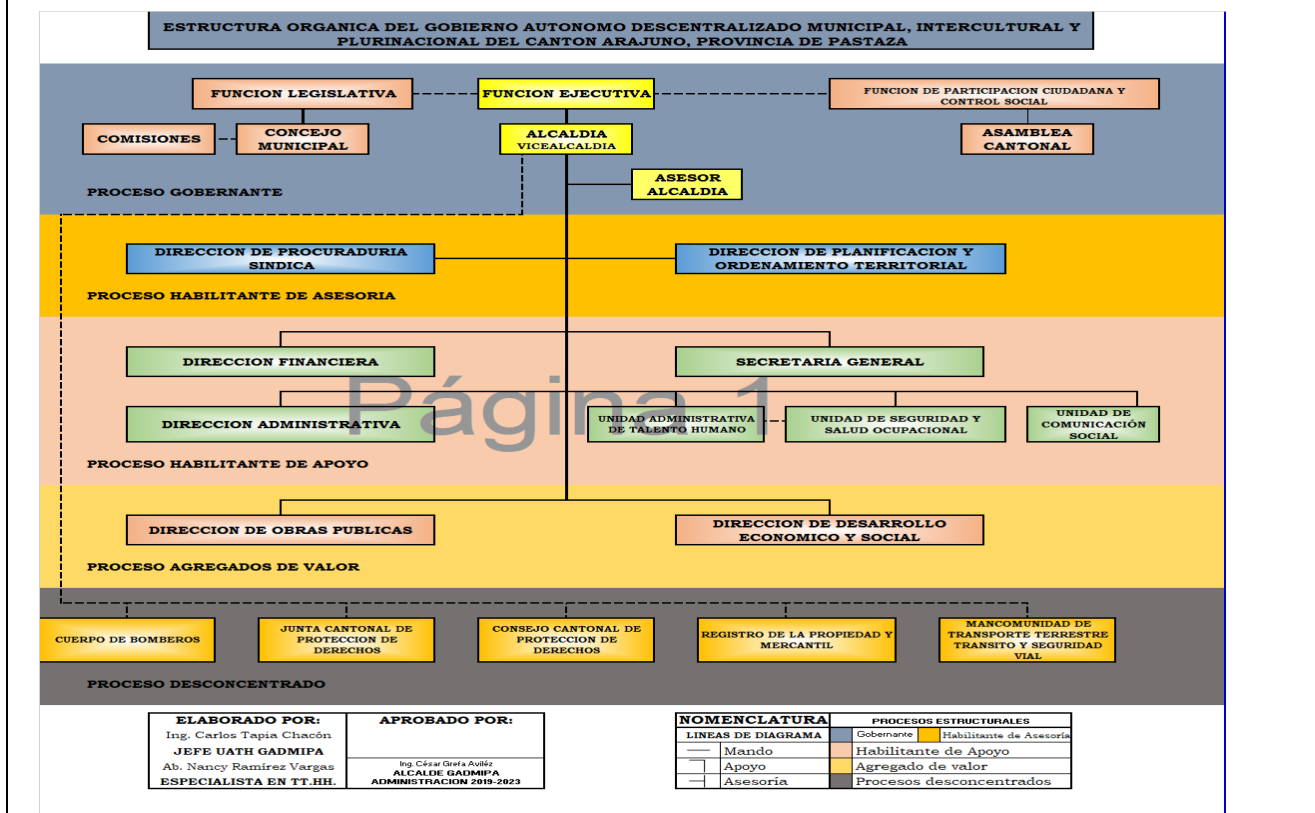 ESTRUCTURA ORGANICA DEL GOBIERNO AUTONOMO DESCENTRALIZADO MUNICIPAL, INTERCULTURAL Y
PLURINACIONAL DEL CANTON ARAJUNO, PROVINCIA DE PASTAZA
FUNCION LEGISLATIVA
FUNCION EJECUTIVA
FUNCION DE PARTICIPACION CIUDADANA Y
CONTROL SOCIAL
COMISIONES
CONCEJO
MUNICIPAL
ALCALDIA
VICEALCALDIA
ASAMBLEA
CANTONAL
ASESOR
ALCALDIA
PROCESO GOBERNANTE
DIRECCION DE PROCURADURIA
SINDICA
DIRECCION DE PLANIFICACION Y
ORDENAMIENTO TERRITORIAL
PROCESO HABILITANTE DE ASESORIA
DIRECCION FINANCIERA
SECRETARIA GENERAL
Página 1
DIRECCION ADMINISTRATIVA
UNIDAD ADMINISTRATIVA
DE TALENTO HUMANO
UNIDAD DE SEGURIDAD Y
SALUD OCUPACIONAL
UNIDAD DE
COMUNICACIÓN
SOCIAL
PROCESO HABILITANTE DE APOYO
DIRECCION DE OBRAS PUBLICAS
DIRECCION DE DESARROLLO
ECONOMICO Y SOCIAL
PROCESO AGREGADOS DE VALOR
CUERPO DE BOMBEROS
JUNTA CANTONAL DE
PROTECCION DE
DERECHOS
CONSEJO CANTONAL DE
PROTECCION DE
DERECHOS
REGISTRO DE LA PROPIEDAD Y
MERCANTIL
MANCOMUNIDAD DE
TRANSPORTE TERRESTRE
TRANSITO Y SEGURIDAD
VIAL
PROCESO DESCONCENTRADO
ELABORADO POR:
Ing. Carlos Tapia Chacón
JEFE UATH GADMIPA
Ab. Nancy Ramírez Vargas
ESPECIALISTA EN TT.HH.
APROBADO POR:
Ing. César Grefa Aviléz
ALCALDE GADMIPA
ADMINISTRACION 2019-2023
NOMENCLATURA
PROCESOS ESTRUCTURALES
LINEAS DE DIAGRAMA
Gobernante
Habilitante de Asesoría
Mando
Habilitante de Apoyo
Apoyo
Agregado de valor
Asesoría
Procesos desconcentrados